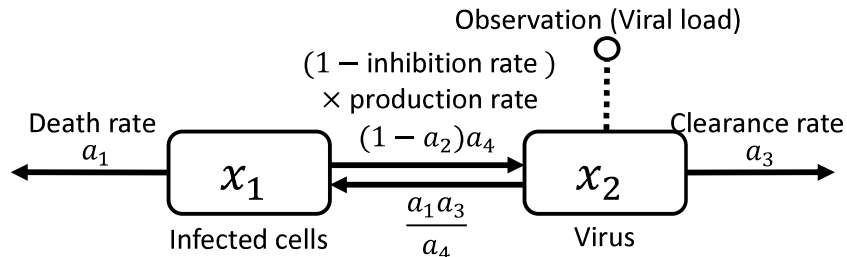 Observation (Viral load)
(1 − inhibition rate )
× production rate
Death rate
Clearance rate
a₁
(1 − a₂)a₄
a₃
x₁
x₂
a₁a₃
a₄
Infected cells
Virus